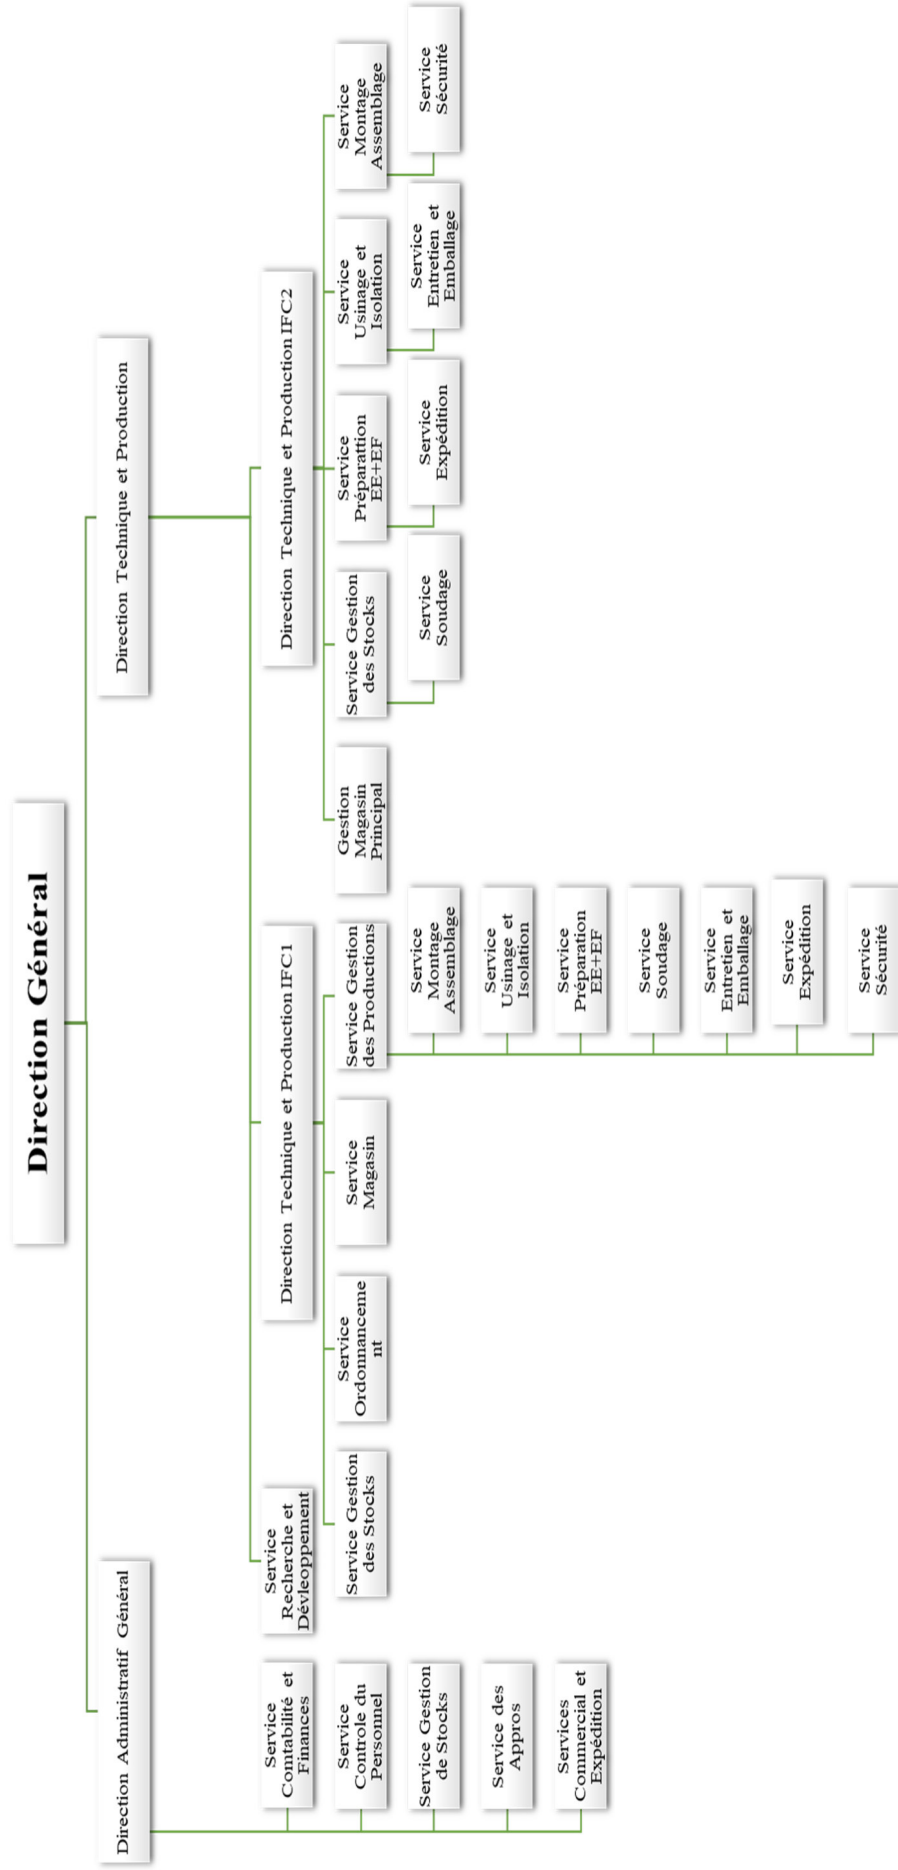 Direction Général
Direction Administratif Général
Direction Technique et Production
Service
Comtabilité et
Finances
Service
Controle du
Personnel
Service Gestion
de Stocks
Service des
Appros
Services
Commercial et
Expédition
Service
Recherche et
Dévleoppement
Direction Technique et Production IFC1
Direction Technique et Production IFC2
Service Gestion
des Stocks
Service
Ordonnanceme
nt
Service
Magasin
Service Gestion
des Productions
Service
Montage
Assemblage
Service
Usinage et
Isolation
Service
Préparation
EE+EF
Service
Soudage
Service
Entretien et
Emballage
Service
Expédition
Service
Sécurité
Gestion
Magasin
Principal
Service Gestion
des Stocks
Service
Soudage
Service
Préparattion
EE+EF
Service
Expédition
Service
Usinage et
Isolation
Service
Entretien et
Emballage
Service
Montage
Assemblage
Service
Sécurité